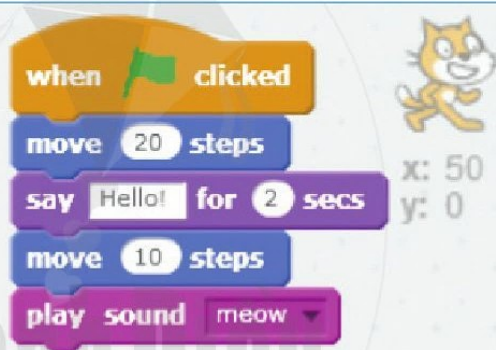 when clicked
move 20 steps
say Hello! for 2 secs
move 10 steps
play sound meow
x: 50
y: 0